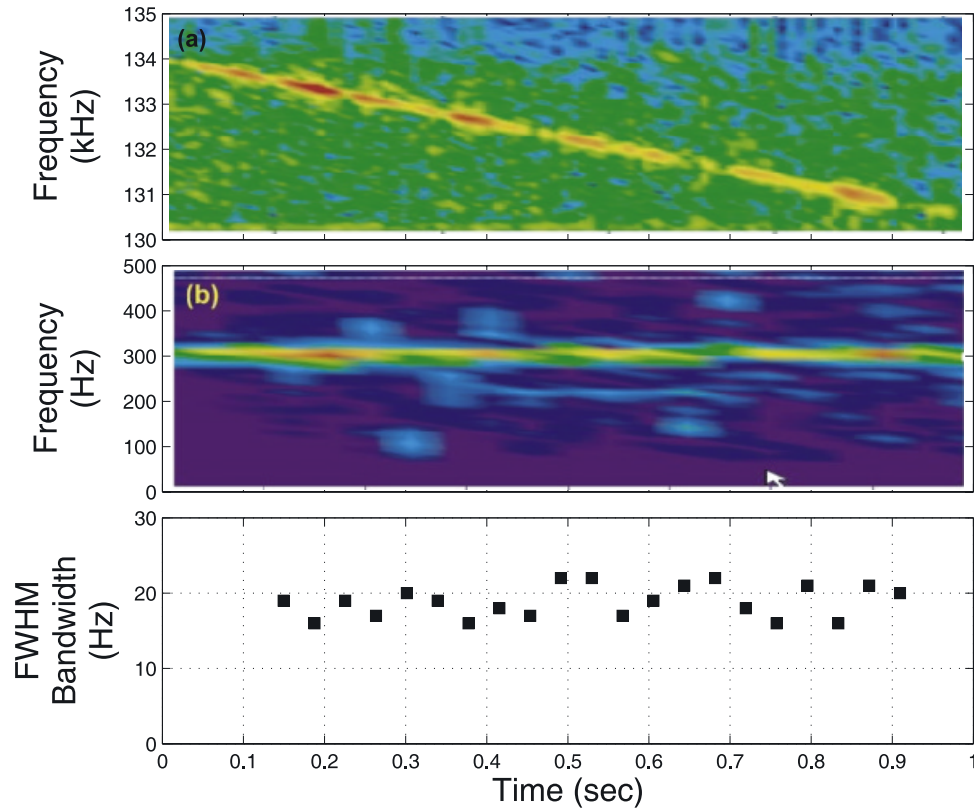 135
134
133
132
131
130
Frequency
(kHz)
(a)
500
400
300
200
100
0
Frequency
(Hz)
(b)
30
20
10
0
FWHM
Bandwidth
(Hz)
0 0.1 0.2 0.3 0.4 0.5 0.6 0.7 0.8 0.9 1
Time (sec)